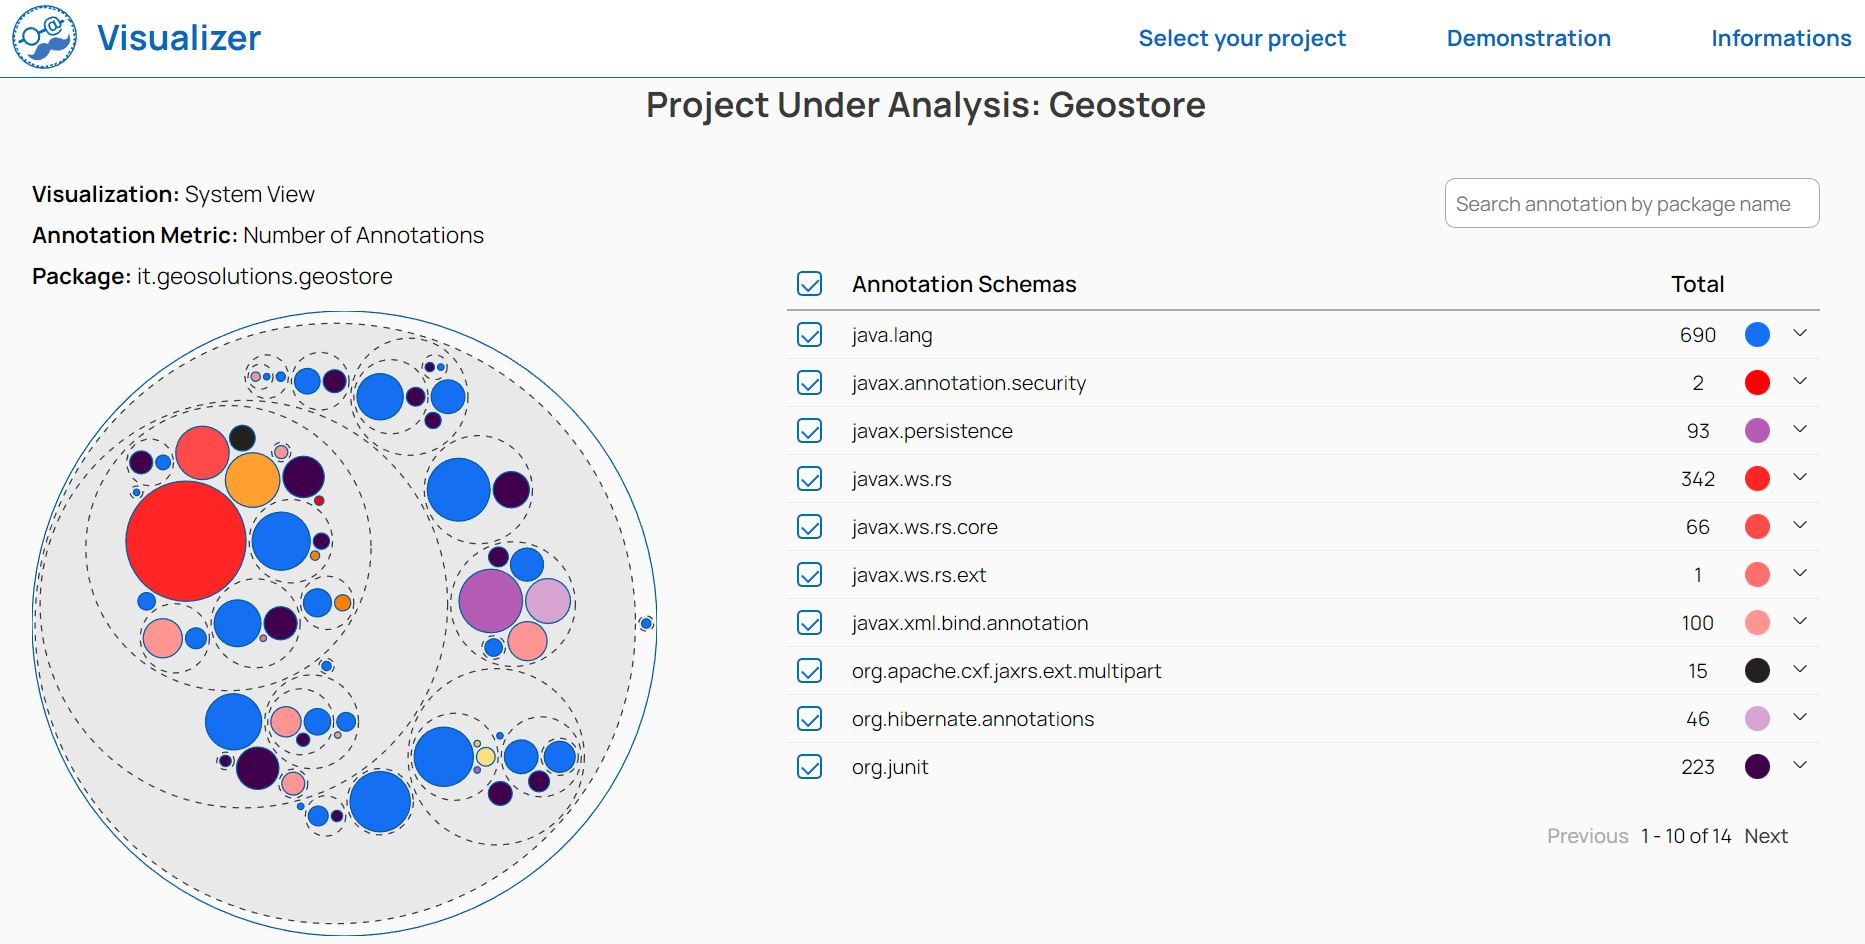 Visualizer
Select your project
Demonstration
Informations
Project Under Analysis: Geostore
Visualization: System View
Annotation Metric: Number of Annotations
Package: it.geosolutions.geostore
Search annotation by package name
Annotation Schemas Total
java.lang 690
javax.annotation.security 2
javax.persistence 93
javax.ws.rs 342
javax.ws.rs.core 66
javax.ws.rs.ext 1
javax.xml.bind.annotation 100
org.apache.cxf.jaxrs.ext.multipart 15
org.hibernate.annotations 46
org.junit 223
Previous 1 - 10 of 14 Next